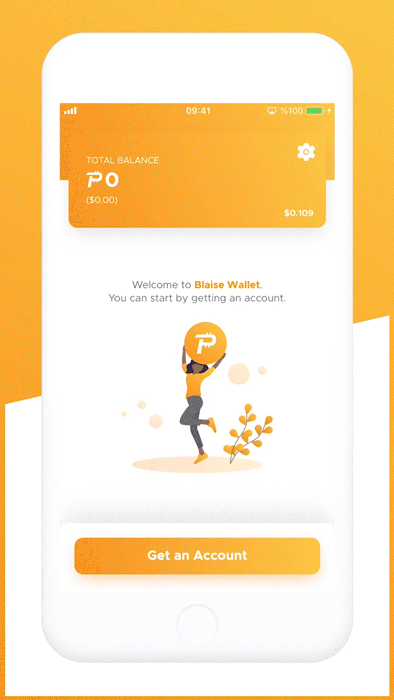 09:41
%100
TOTAL BALANCE
P0
($0.00)
$0.109
Welcome to Blaise Wallet.
You can start by getting an account.
P
Get an Account